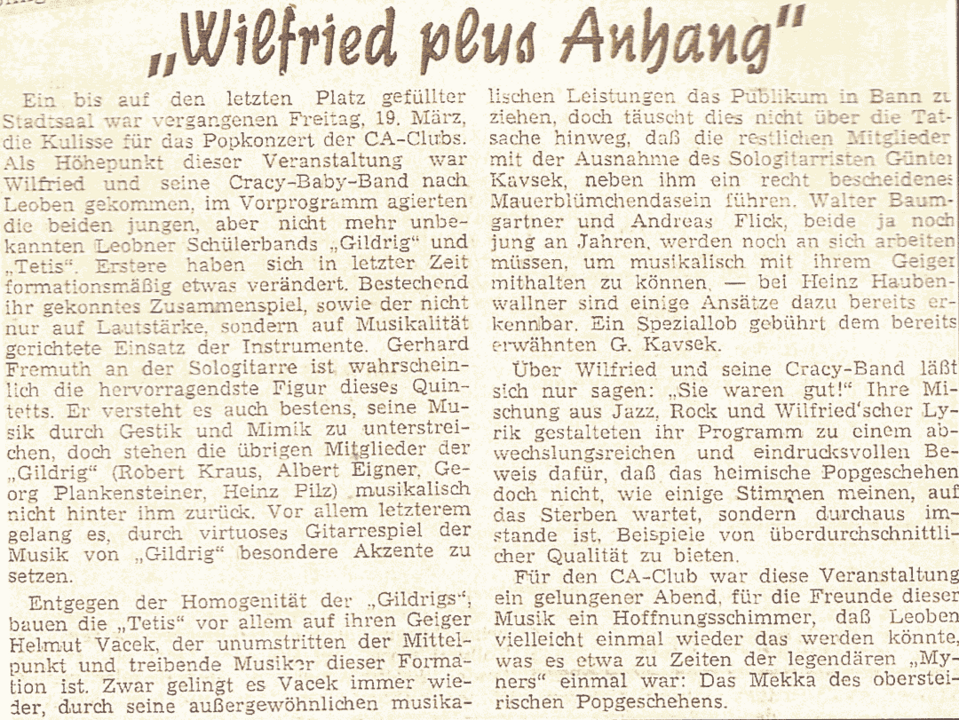 „Wilfried plus Anhang"
Ein bis auf den letzten Platz gefüllter
Stadtsaal war vergangenen Freitag, 19. März,
die Kulisse für das Popkonzert der CA-Clubs.
Als Höhepunkt dieser Veranstaltung war
Wilfried und seine Cracy-Baby-Band nach
Leoben gekommen, im Vorprogramm agierten
die beiden jungen, aber nicht mehr unbe-
kannten Leobner Schülerbands „Gildrig" und
„Tetis". Erstere haben sich in letzter Zeit
formationsmäßig etwas verändert. Bestechend
ihr gekonntes Zusammenspiel, sowie der nicht
nur auf Lautstärke, sondern auf Musikalität
gerichtete Einsatz der Instrumente. Gerhard
Fremuth an der Sologitarre ist wahrschein-
lich die hervorragendste Figur dieses Quin-
tetts. Er versteht es auch bestens, seine Mu-
sik durch Gestik und Mimik zu unterstrei-
chen, doch stehen die übrigen Mitglieder der
„Gildrig" (Robert Kraus, Albert Eigner, Ge-
org Plankensteiner, Heinz Pilz) musikalisch
nicht hinter ihm zurück. Vor allem letzterem
gelang es, durch virtuoses Gitarrespiel der
Musik von „Gildrig" besondere Akzente zu
setzen.
Entgegen der Homogenität der „Gildrigs",
bauen die „Tetis" vor allem auf ihren Geiger
Helmut Vacek, der unumstritten der Mittel-
punkt und treibende Musiker dieser Forma-
tion ist. Zwar gelingt es Vacek immer wie-
der, durch seine außergewöhnlichen musika-
lischen Leistungen das Publikum in Bann zu
ziehen, doch täuscht dies nicht über die Tat-
sache hinweg, daß die restlichen Mitglieder
mit der Ausnahme des Sologitarristen Günter
Kavsek, neben ihm ein recht bescheidenes
Mauerblümchendasein führen. Walter Baum-
gartner und Andreas Flick, beide ja noch
jung an Jahren, werden noch an sich arbeiten
müssen, um musikalisch mit ihrem Geiger
mithalten zu können, — bei Heinz Hauben-
wallner sind einige Ansätze dazu bereits er-
kennbar. Ein Speziallob gebührt dem bereits
erwähnten G. Kavsek.
Über Wilfried und seine Cracy-Band läßt
sich nur sagen: „Sie waren gut!" Ihre Mi-
schung aus Jazz, Rock und Wilfried'scher Ly-
rik gestalteten ihr Programm zu einem ab-
wechslungsreichen und eindrucksvollen Be-
weis dafür, daß das heimische Popgeschehen
doch nicht, wie einige Stimmen meinen, auf
das Sterben wartet, sondern durchaus im-
stande ist, Beispiele von überdurchschnittli-
cher Qualität zu bieten.
Für den CA-Club war diese Veranstaltung
ein gelungener Abend, für die Freunde dieser
Musik ein Hoffnungsschimmer, daß Leoben
vielleicht einmal wieder das werden könnte,
was es etwa zu Zeiten der legendären „My-
ners" einmal war: Das Mekka des oberstei-
rischen Popgeschehens.